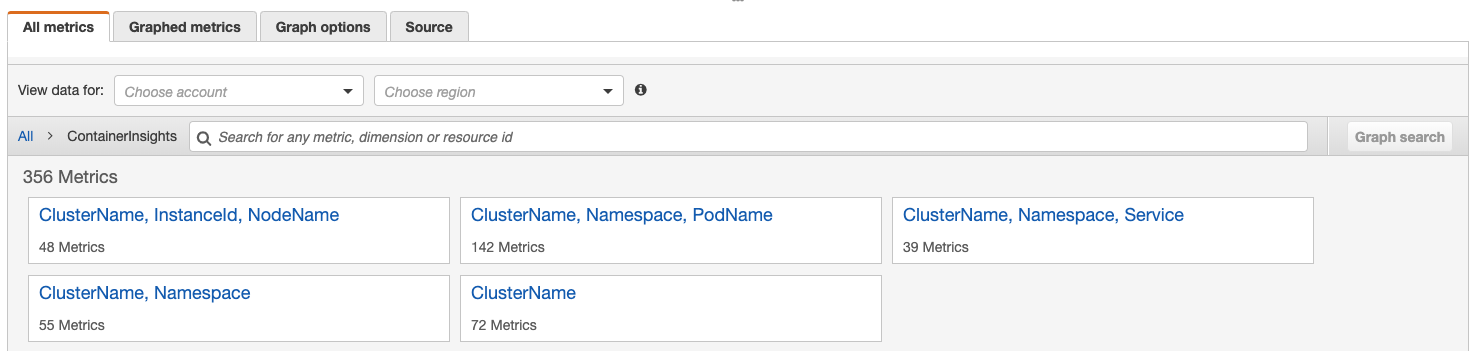 All metrics Graphed metrics Graph options Source
View data for: Choose account Choose region
All > ContainerInsights Search for any metric, dimension or resource id Graph search
356 Metrics
ClusterName, InstanceId, NodeName ClusterName, Namespace, PodName ClusterName, Namespace, Service
48 Metrics 142 Metrics 39 Metrics
ClusterName, Namespace ClusterName
55 Metrics 72 Metrics